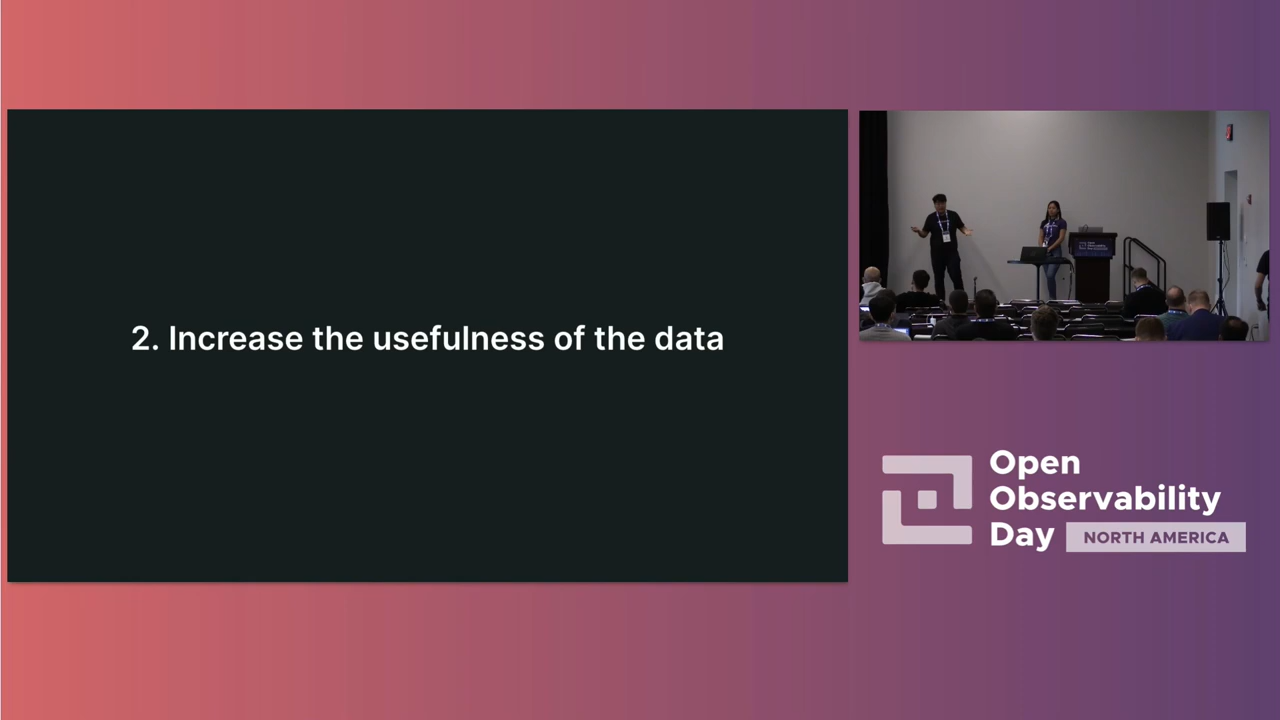 2. Increase the usefulness of the data
Open
Observability
Day
NORTH AMERICA